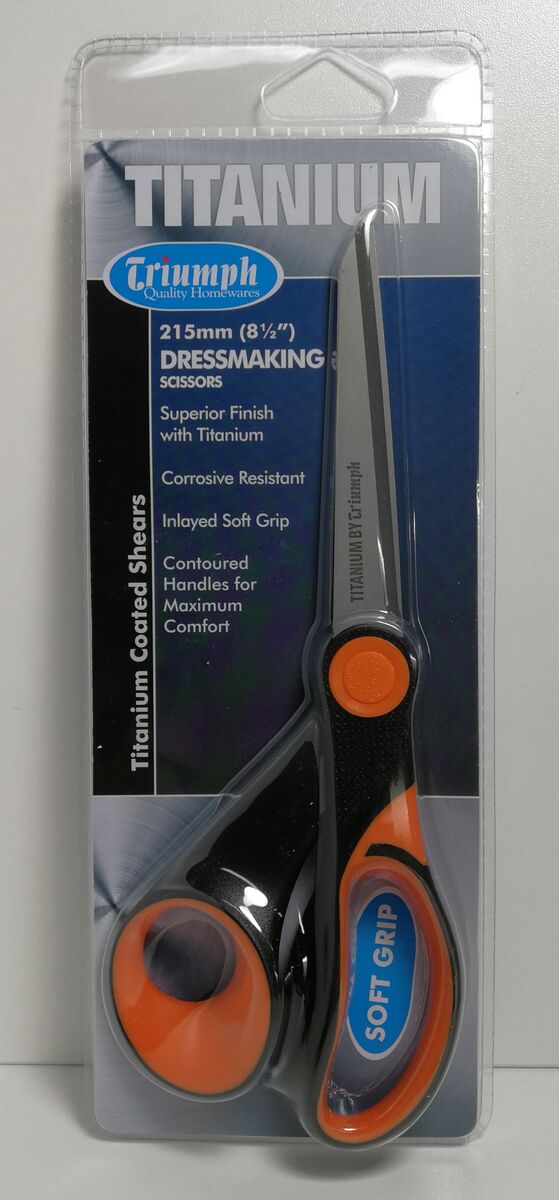 TITANIUM
Triumph
Quality Homewares
215mm (8½")
DRESSMAKING
SCISSORS
Superior Finish
with Titanium
Corrosive Resistant
Inlayed Soft Grip
Contoured
Handles for
Maximum
Comfort
Titanium Coated Shears
TITANIUM BY Triumph
SOFT GRIP